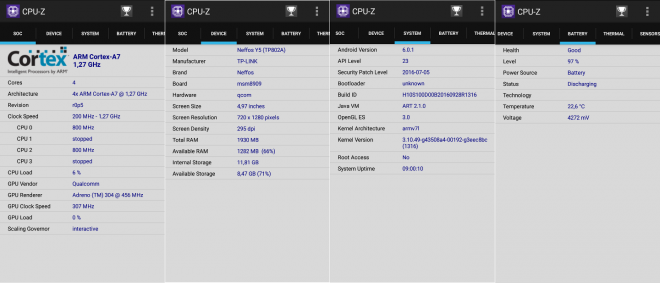 CPU-Z
SOC DEVICE SYSTEM BATTERY THER
Cortex
Intelligent Processors by ARM®
ARM Cortex-A7
1,27 GHz
Cores 4
Architecture 4x ARM Cortex-A7 @ 1,27 GHz
Revision r0p5
Clock Speed 200 MHz - 1,27 GHz
CPU 0 800 MHz
CPU 1 stopped
CPU 2 800 MHz
CPU 3 stopped
CPU Load 6 %
GPU Vendor Qualcomm
GPU Renderer Adreno (TM) 304 @ 456 MHz
GPU Clock Speed 307 MHz
GPU Load 0 %
Scaling Governor interactive
CPU-Z
SOC DEVICE SYSTEM BATTERY THER
Model Neffos Y5 (TP802A)
Manufacturer TP-LINK
Brand Neffos
Board msm8909
Hardware qcom
Screen Size 4,97 inches
Screen Resolution 720 x 1280 pixels
Screen Density 295 dpi
Total RAM 1930 MB
Available RAM 1282 MB (66%)
Internal Storage 11,81 GB
Available Storage 8,47 GB (71%)
CPU-Z
SOC DEVICE SYSTEM BATTERY THERMAL
Android Version 6.0.1
API Level 23
Security Patch Level 2016-07-05
Bootloader unknown
Build ID H10S100D00B20160928R1316
Java VM ART 2.1.0
OpenGL ES 3.0
Kernel Architecture armv7l
Kernel Version 3.10.49-g43508a4-00192-g3eec8bc
(1316)
Root Access No
System Uptime 09:00:10
CPU-Z
DEVICE SYSTEM BATTERY THERMAL SENSORS
Health Good
Level 97 %
Power Source Battery
Status Discharging
Technology
Temperature 22,6 °C
Voltage 4272 mV